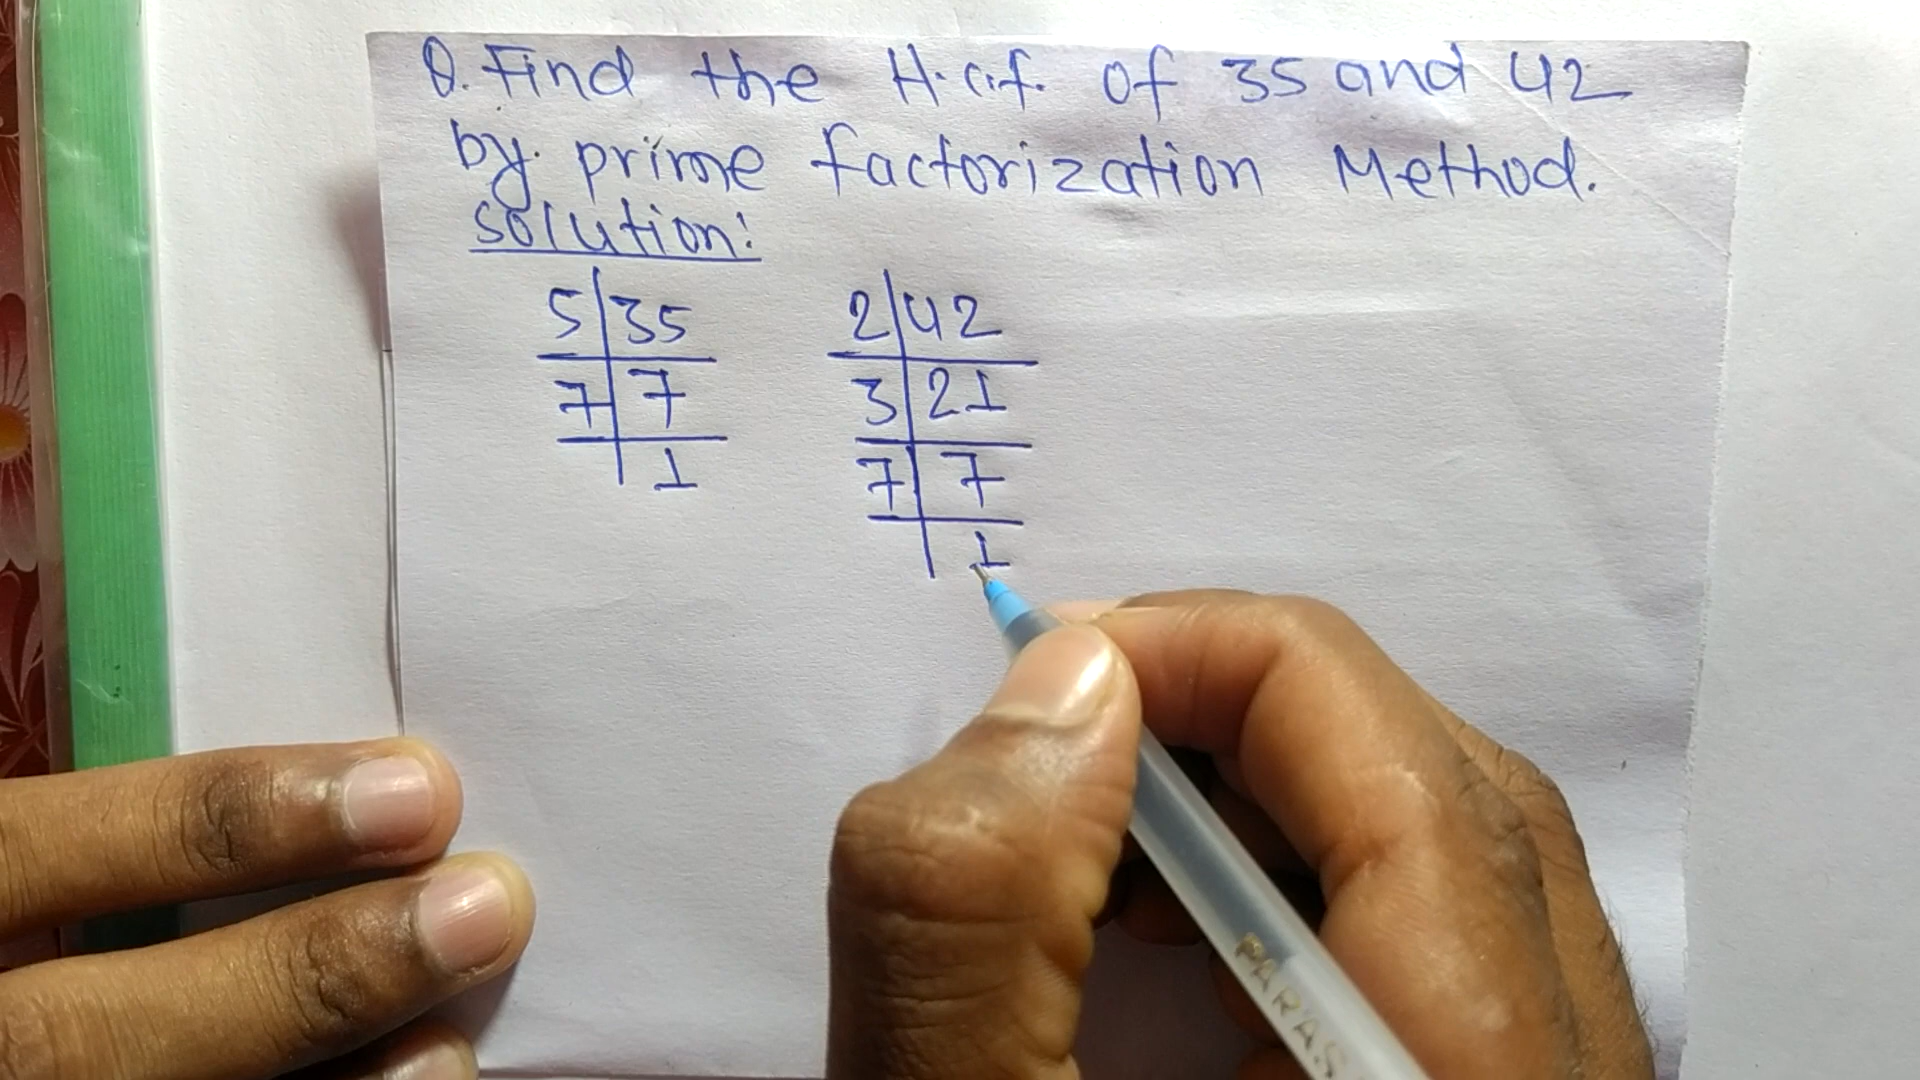 Q. Find the H.C.f. of 35 and 42
by. prime factorization Method.
solution:
5 35
7 7
1
2 42
3 21
7 7
1
PARAS